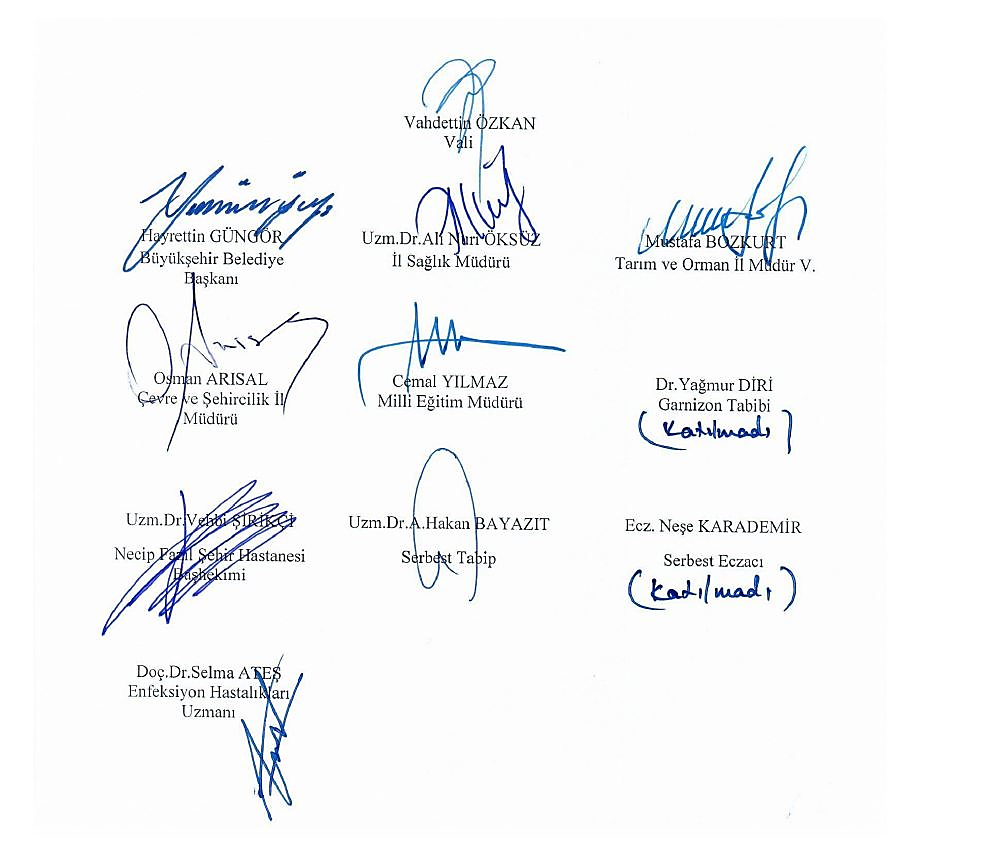 Vahdettin ÖZKAN
Vali
Hayrettin GÜNGÖR
Büyükşehir Belediye
Başkanı
Uzm.Dr.Ali Nuri ÖKSÜZ
İl Sağlık Müdürü
Mustafa BOZKURT
Tarım ve Orman İl Müdür V.
Osman ARISAL
Çevre ve Şehircilik İl
Müdürü
Cemal YILMAZ
Milli Eğitim Müdürü
Dr.Yağmur DİRİ
Garnizon Tabibi
(Katılmadı)
Uzm.Dr.Vehbi ŞİRİKÇİ
Necip Fazıl Şehir Hastanesi
Başhekimi
Uzm.Dr.A.Hakan BAYAZIT
Serbest Tabip
Ecz. Neşe KARADEMİR
Serbest Eczacı
(Katılmadı)
Doç.Dr.Selma ATEŞ
Enfeksiyon Hastalıkları
Uzmanı